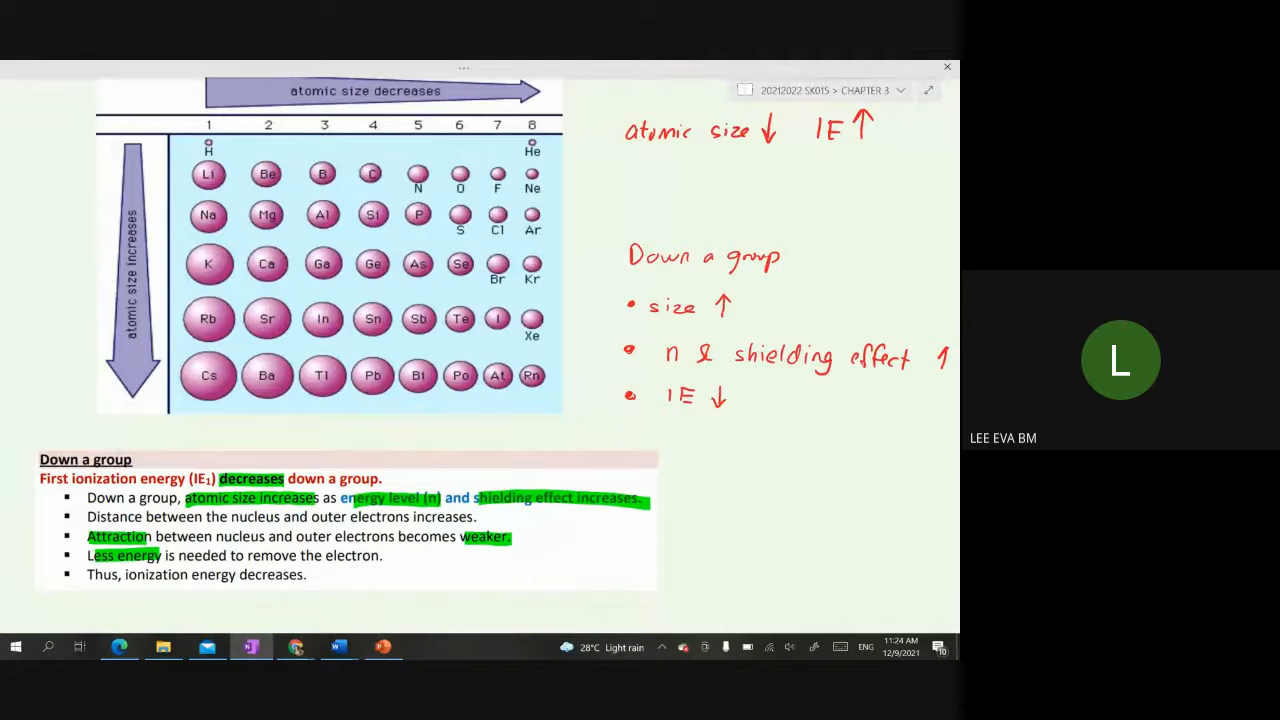 ...
atomic size decreases
20212022 SK015 > CHAPTER 3
atomic size ↓ IE ↑
1 2 3 4 5 6 7 8
H He
Li Be B C N O F Ne
Na Mg Al Si P S Cl Ar
K Ca Ga Ge As Se Br Kr
Rb Sr In Sn Sb Te I Xe
Cs Ba Tl Pb Bi Po At Rn
atomic size increases
Down a group
• size ↑
• n & shielding effect ↑
• IE ↓
Down a group
First ionization energy (IE₁) decreases down a group.
▪ Down a group, atomic size increases as energy level (n) and shielding effect increases.
▪ Distance between the nucleus and outer electrons increases.
▪ Attraction between nucleus and outer electrons becomes weaker.
▪ Less energy is needed to remove the electron.
▪ Thus, ionization energy decreases.
L
LEE EVA BM
28°C Light rain
ENG
11:24 AM
12/9/2021
10